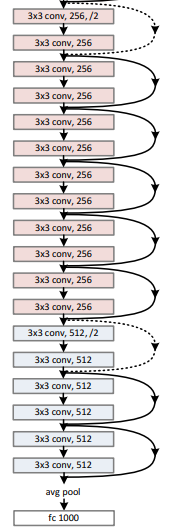 3x3 conv, 256, /2
3x3 conv, 256
3x3 conv, 256
3x3 conv, 256
3x3 conv, 256
3x3 conv, 256
3x3 conv, 256
3x3 conv, 256
3x3 conv, 256
3x3 conv, 256
3x3 conv, 256
3x3 conv, 256
3x3 conv, 512, /2
3x3 conv, 512
3x3 conv, 512
3x3 conv, 512
3x3 conv, 512
3x3 conv, 512
avg pool
fc 1000